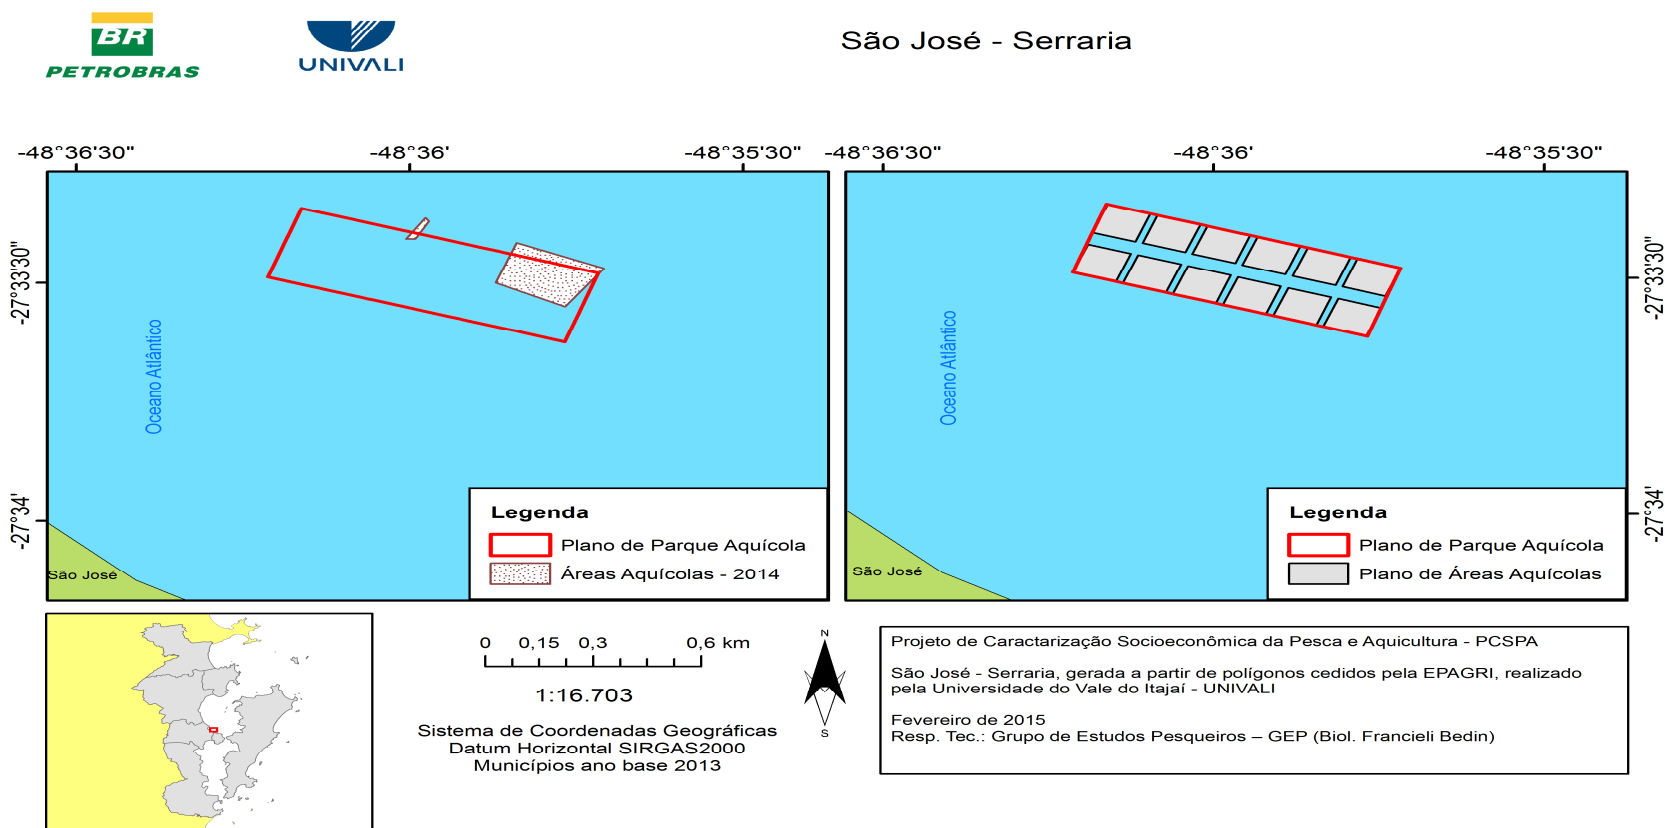 BR
PETROBRAS
UNIVALI
São José - Serraria
-48°36'30" -48°36' -48°35'30"
-27°33'30"
-27°34'
Oceano Atlântico
São José
Legenda
Plano de Parque Aquícola
Áreas Aquícolas - 2014
-48°36'30" -48°36' -48°35'30"
-27°33'30"
-27°34'
Oceano Atlântico
São José
Legenda
Plano de Parque Aquícola
Plano de Áreas Aquícolas
0 0,15 0,3 0,6 km
1:16.703
Sistema de Coordenadas Geográficas
Datum Horizontal SIRGAS2000
Municípios ano base 2013
N
S
Projeto de Caractarização Socioeconômica da Pesca e Aquicultura - PCSPA
São José - Serraria, gerada a partir de polígonos cedidos pela EPAGRI, realizado
pela Universidade do Vale do Itajaí - UNIVALI
Fevereiro de 2015
Resp. Tec.: Grupo de Estudos Pesqueiros – GEP (Biol. Francieli Bedin)